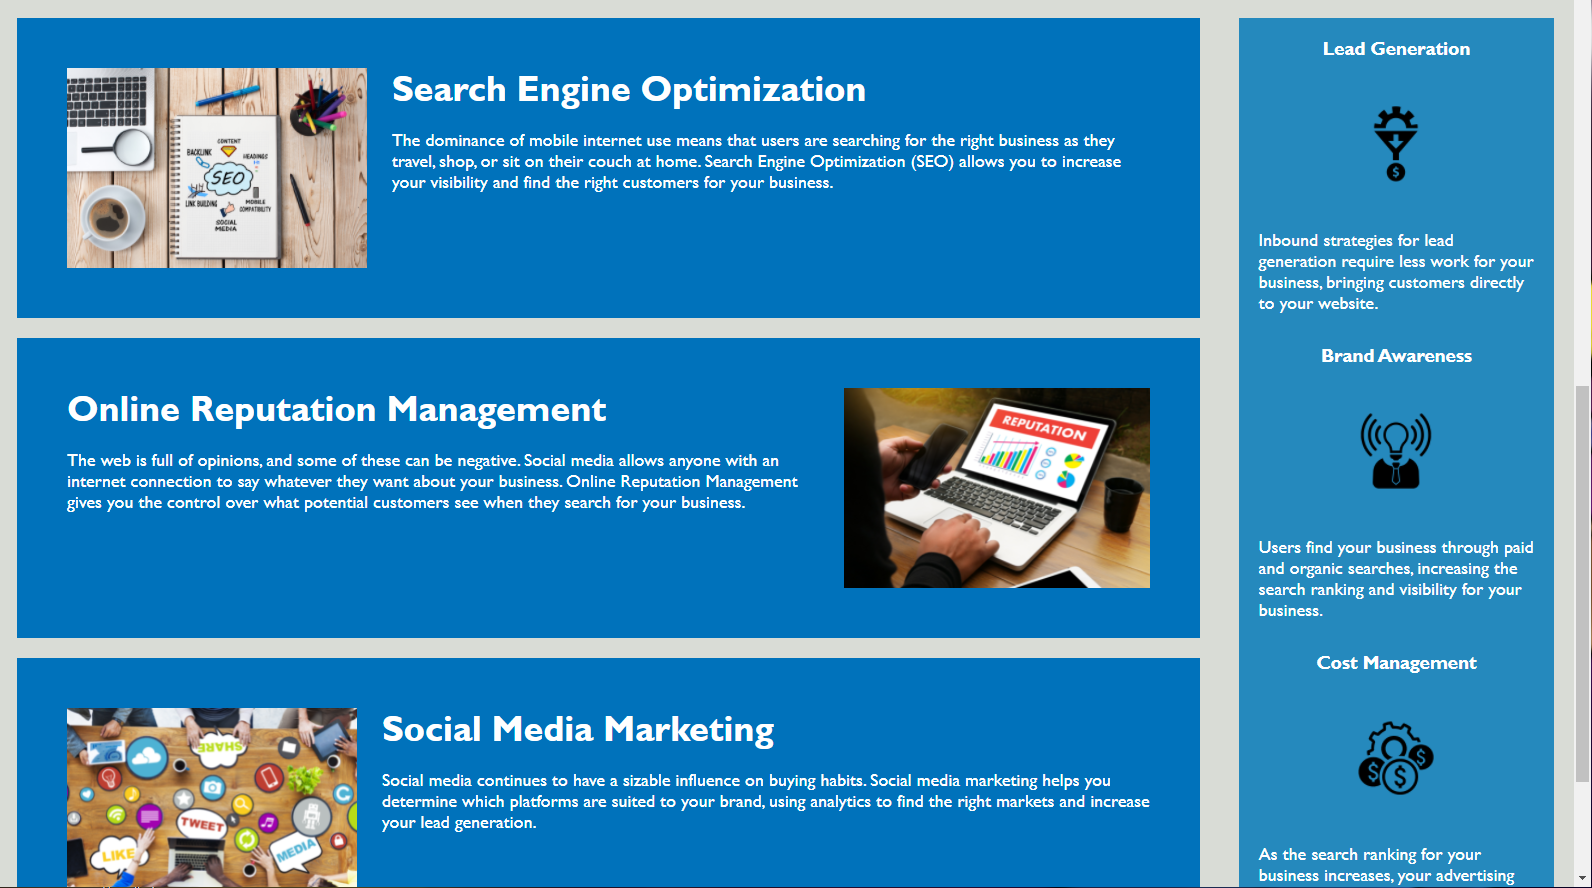 Search Engine Optimization
The dominance of mobile internet use means that users are searching for the right business as they
travel, shop, or sit on their couch at home. Search Engine Optimization (SEO) allows you to increase
your visibility and find the right customers for your business.
CONTENT
BACKLINK
HEADINGS
SEO
LINK BUILDING
MOBILE
COMPATIBILITY
SOCIAL
MEDIA
Online Reputation Management
The web is full of opinions, and some of these can be negative. Social media allows anyone with an
internet connection to say whatever they want about your business. Online Reputation Management
gives you the control over what potential customers see when they search for your business.
REPUTATION
Social Media Marketing
Social media continues to have a sizable influence on buying habits. Social media marketing helps you
determine which platforms are suited to your brand, using analytics to find the right markets and increase
your lead generation.
SHARE
TWEET
LIKE
MEDIA
Lead Generation
Inbound strategies for lead
generation require less work for your
business, bringing customers directly
to your website.
Brand Awareness
Users find your business through paid
and organic searches, increasing the
search ranking and visibility for your
business.
Cost Management
As the search ranking for your
business increases, your advertising